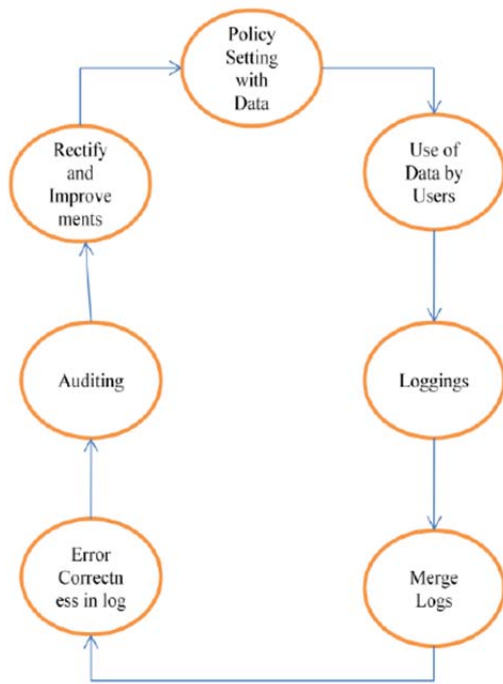 Policy
Setting
with
Data
Use of
Data by
Users
Loggings
Merge
Logs
Error
Correctn
ess in log
Auditing
Rectify
and
Improve
ments